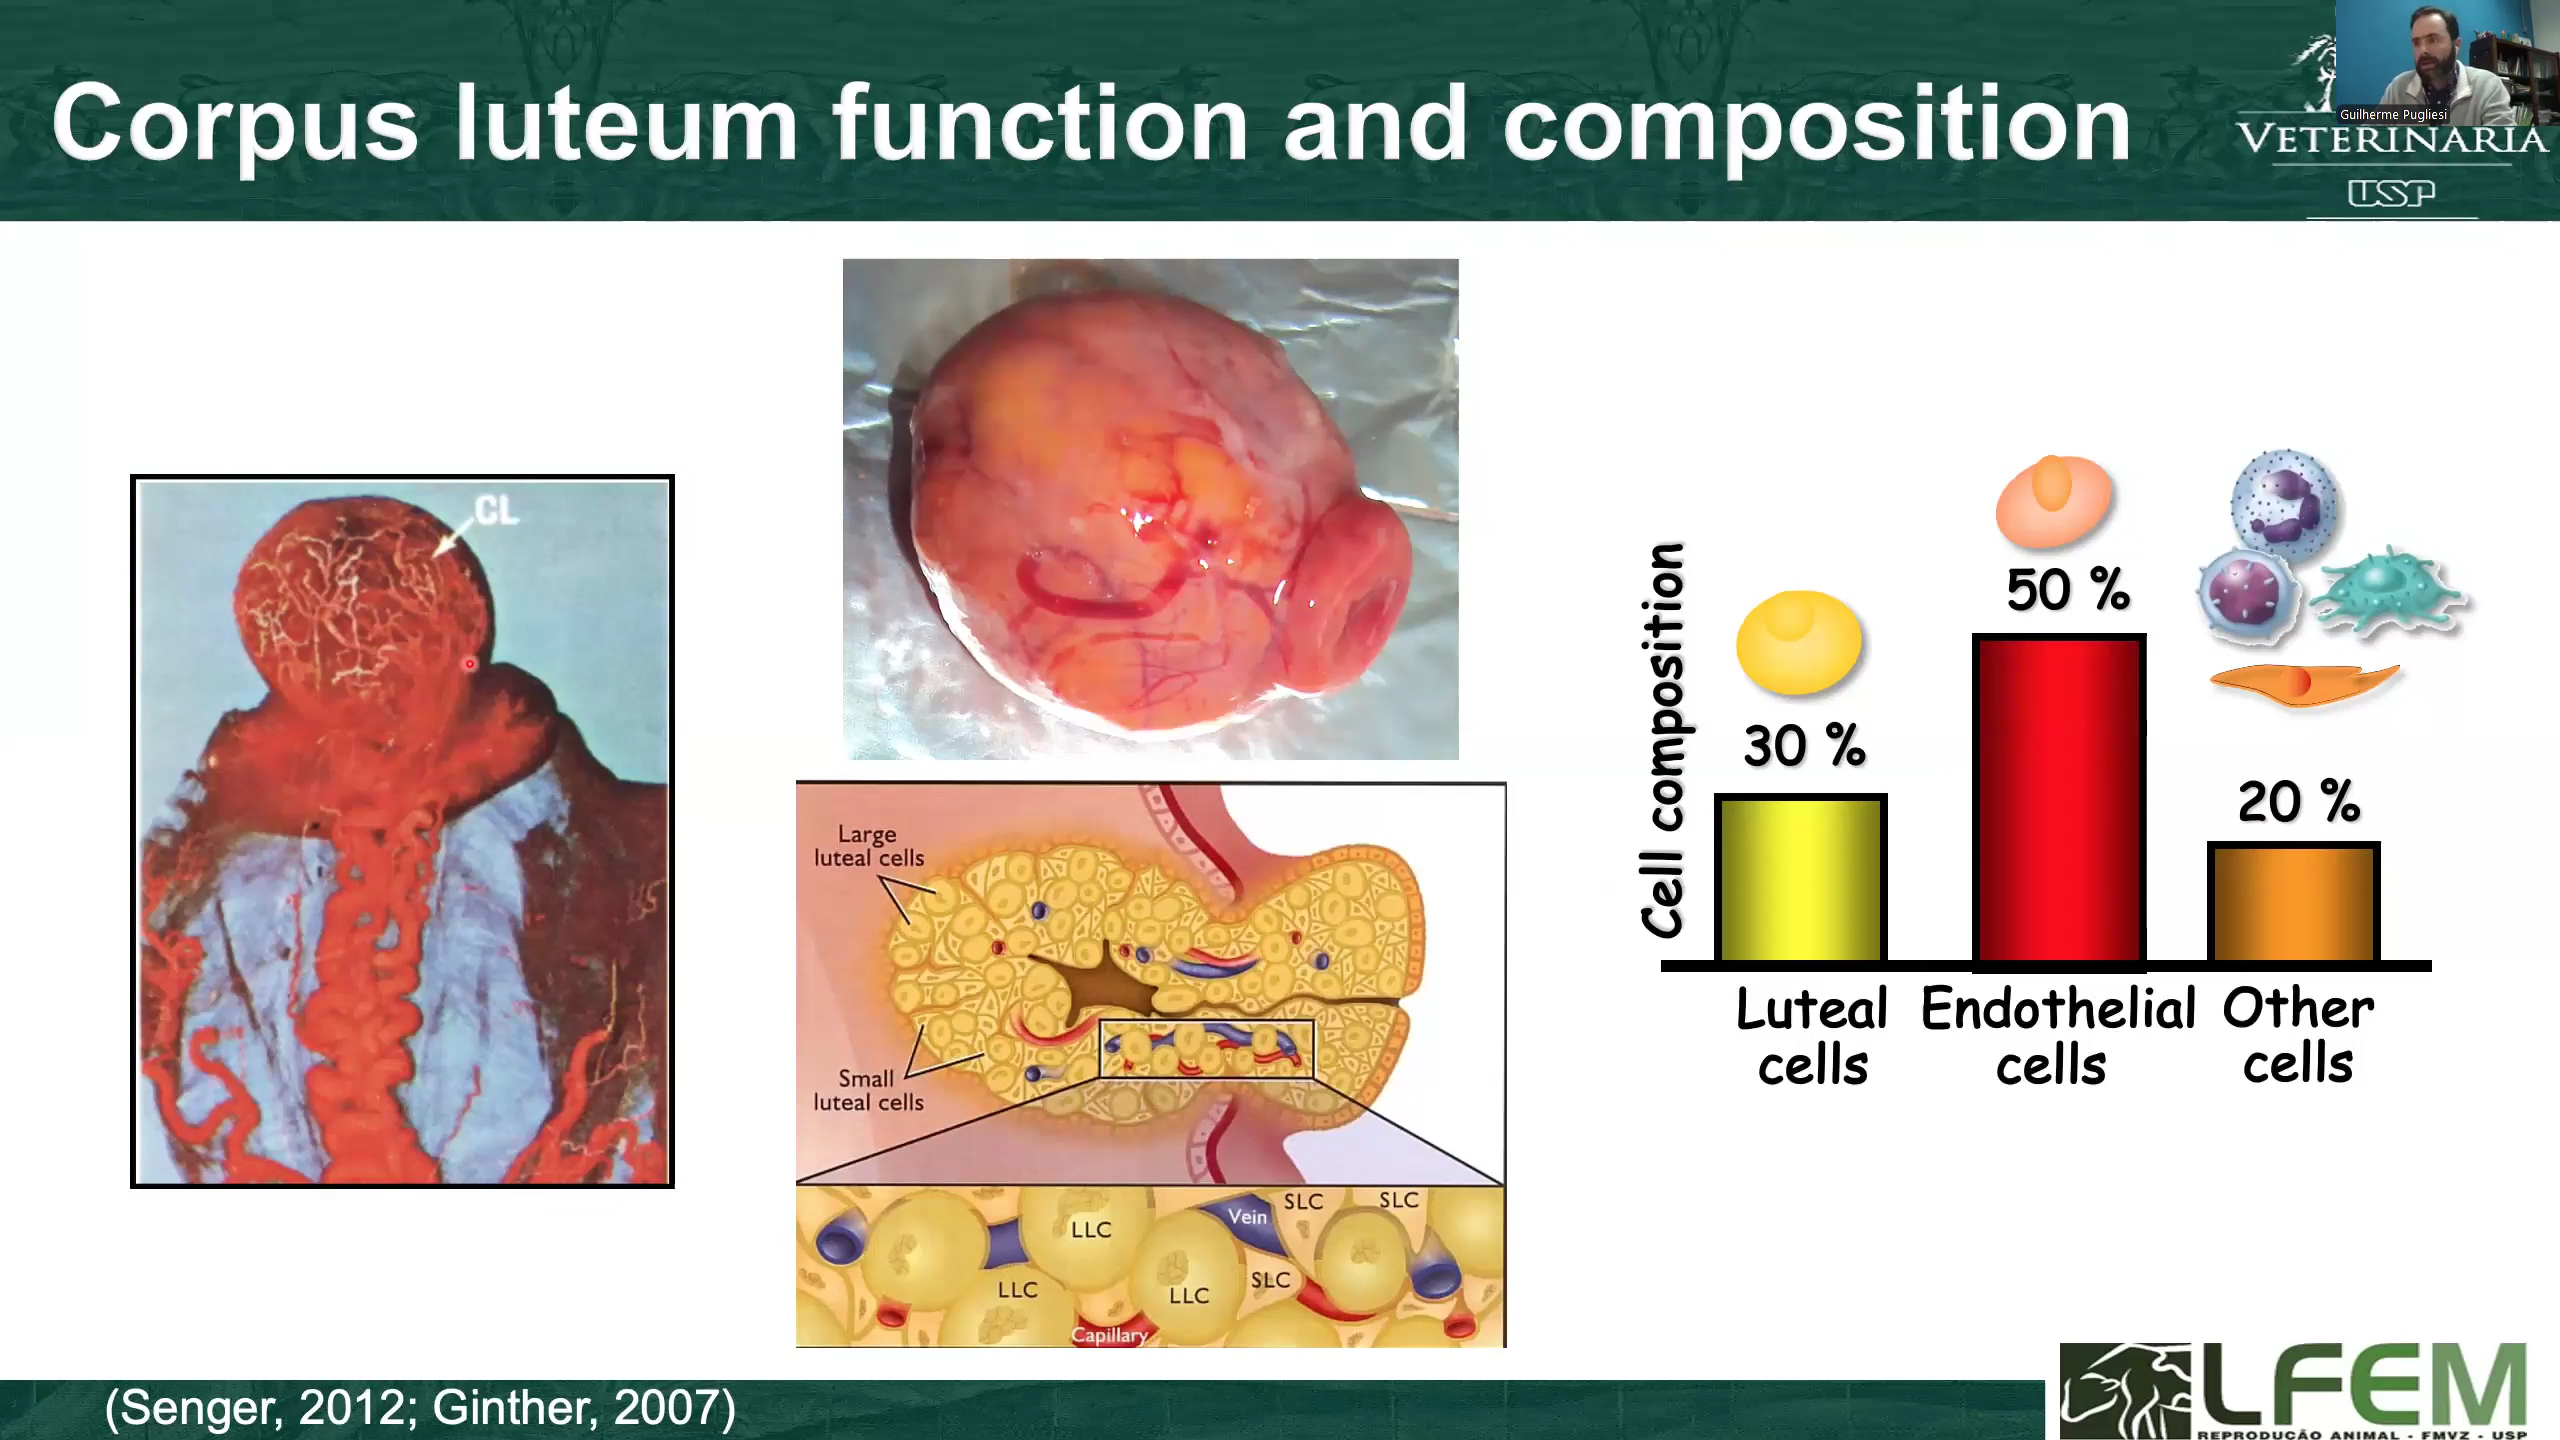 Corpus luteum function and composition
Guilherme Pugliesi
VETERINARIA
USP
CL
Large
luteal cells
Small
luteal cells
LLC
LLC
LLC
Vein
SLC
SLC
SLC
Capillary
Cell composition
30 %
50 %
20 %
Luteal
cells
Endothelial
cells
Other
cells
(Senger, 2012; Ginther, 2007)
LFEM
REPRODUÇÃO ANIMAL - FMVZ - USP